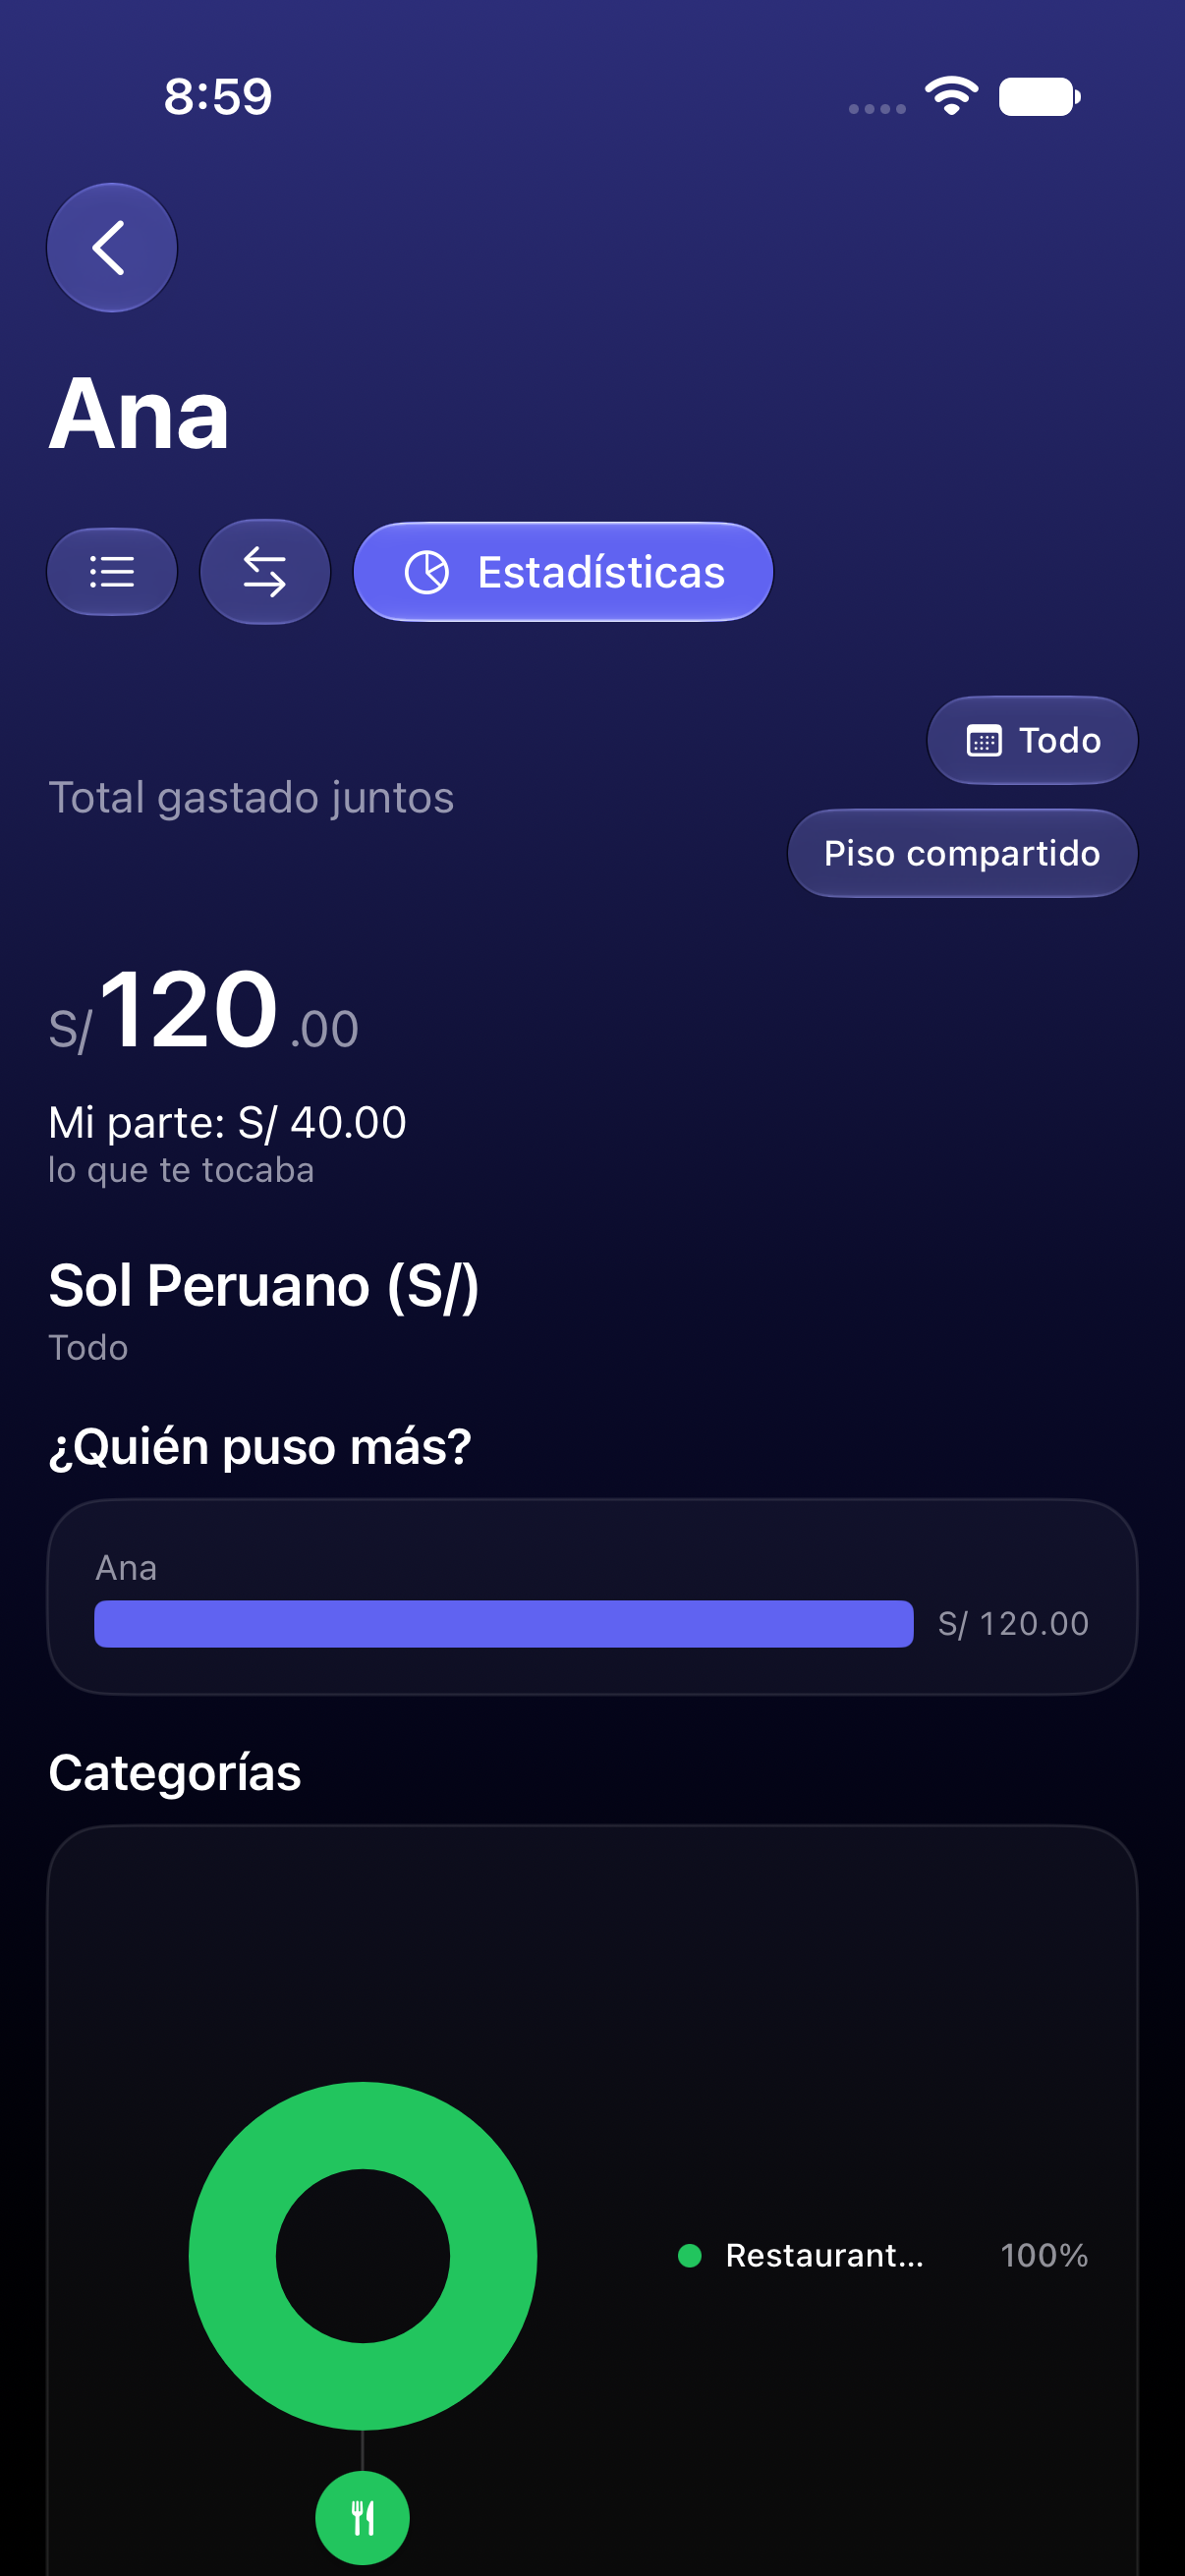 8:59
Ana
Estadísticas
Todo
Total gastado juntos
Piso compartido
S/120.00
Mi parte: S/ 40.00
lo que te tocaba
Sol Peruano (S/)
Todo
¿Quién puso más?
Ana
S/ 120.00
Categorías
Restaurant... 100%